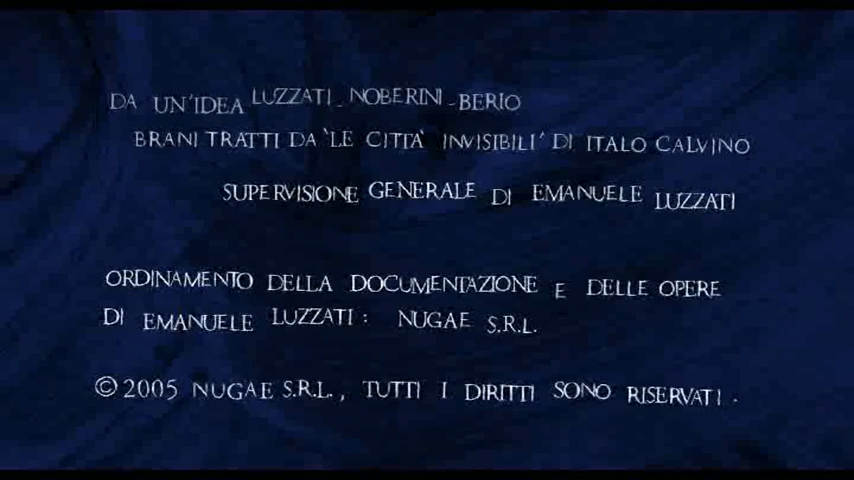 DA UN'IDEA LUZZATI - NOBERINI - BERIO
BRANI TRATTI DA 'LE CITTÀ INVISIBILI' DI ITALO CALVINO
SUPERVISIONE GENERALE DI EMANUELE LUZZATI
ORDINAMENTO DELLA DOCUMENTAZIONE E DELLE OPERE
DI EMANUELE LUZZATI: NUGAE S.R.L.
© 2005 NUGAE S.R.L., TUTTI I DIRITTI SONO RISERVATI.